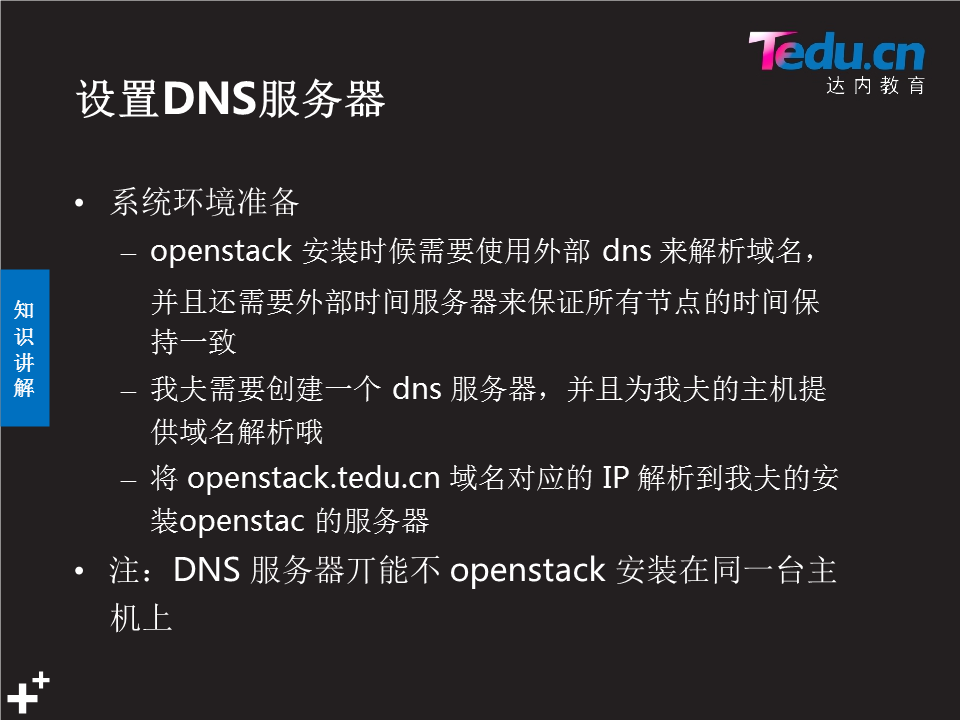 Tedu.cn
达内教育
设置DNS服务器
• 系统环境准备
– openstack 安装时候需要使用外部 dns 来解析域名，
并且还需要外部时间服务器来保证所有节点的时间保
持一致
– 我夫需要创建一个 dns 服务器，并且为我夫的主机提
供域名解析哦
– 将 openstack.tedu.cn 域名对应的 IP 解析到我夫的安
装openstac 的服务器
• 注：DNS 服务器丌能不 openstack 安装在同一台主
机上
知
识
讲
解